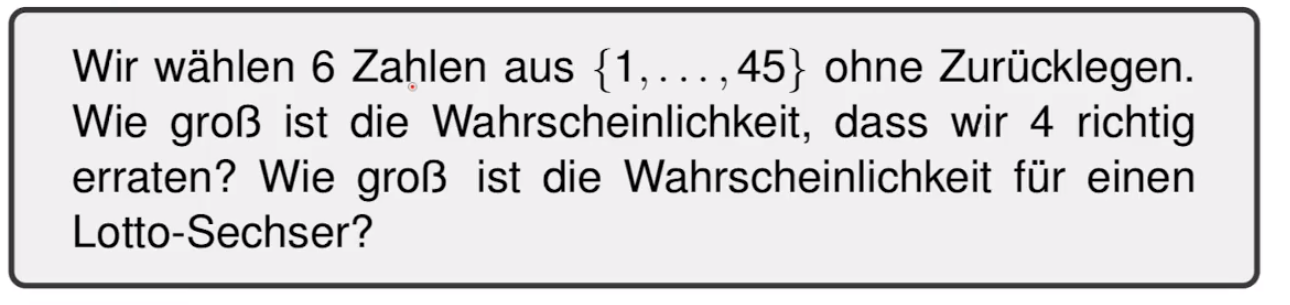 Wir wählen 6 Zahlen aus {1, . . . , 45} ohne Zurücklegen.
Wie groß ist die Wahrscheinlichkeit, dass wir 4 richtig
erraten? Wie groß ist die Wahrscheinlichkeit für einen
Lotto-Sechser?